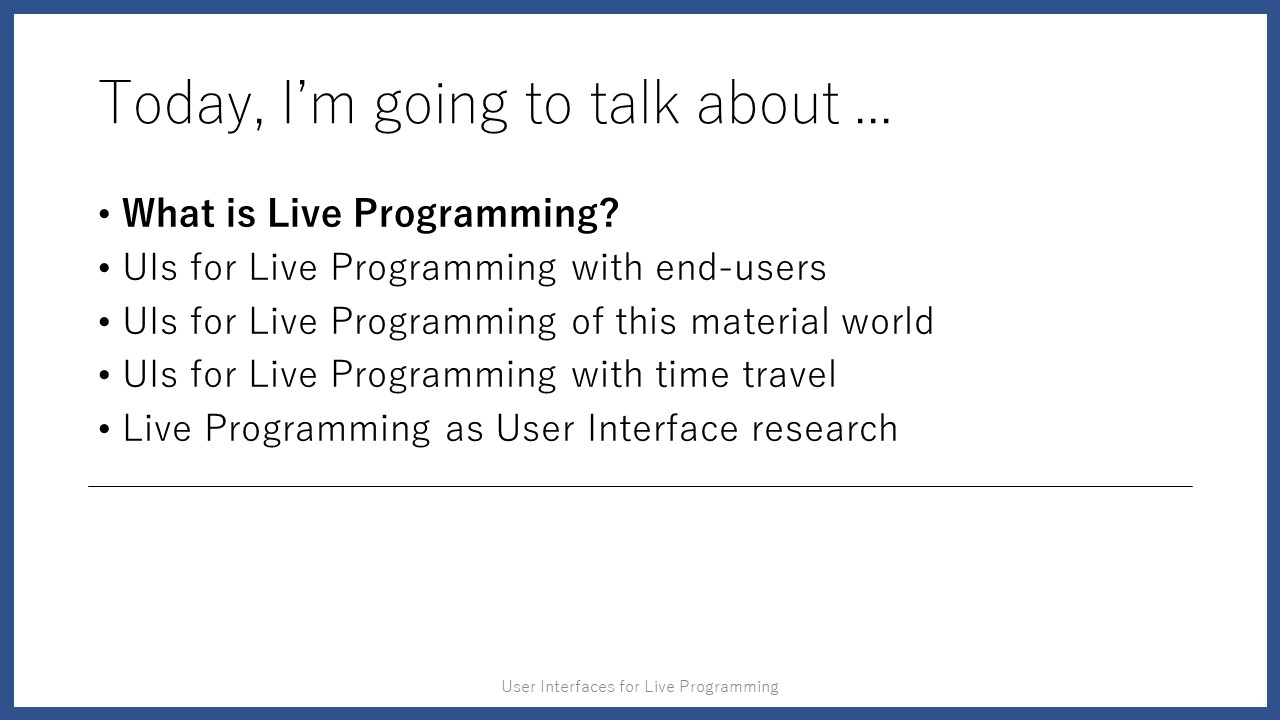 Today, I’m going to talk about …
• What is Live Programming?
• UIs for Live Programming with end-users
• UIs for Live Programming of this material world
• UIs for Live Programming with time travel
• Live Programming as User Interface research
User Interfaces for Live Programming